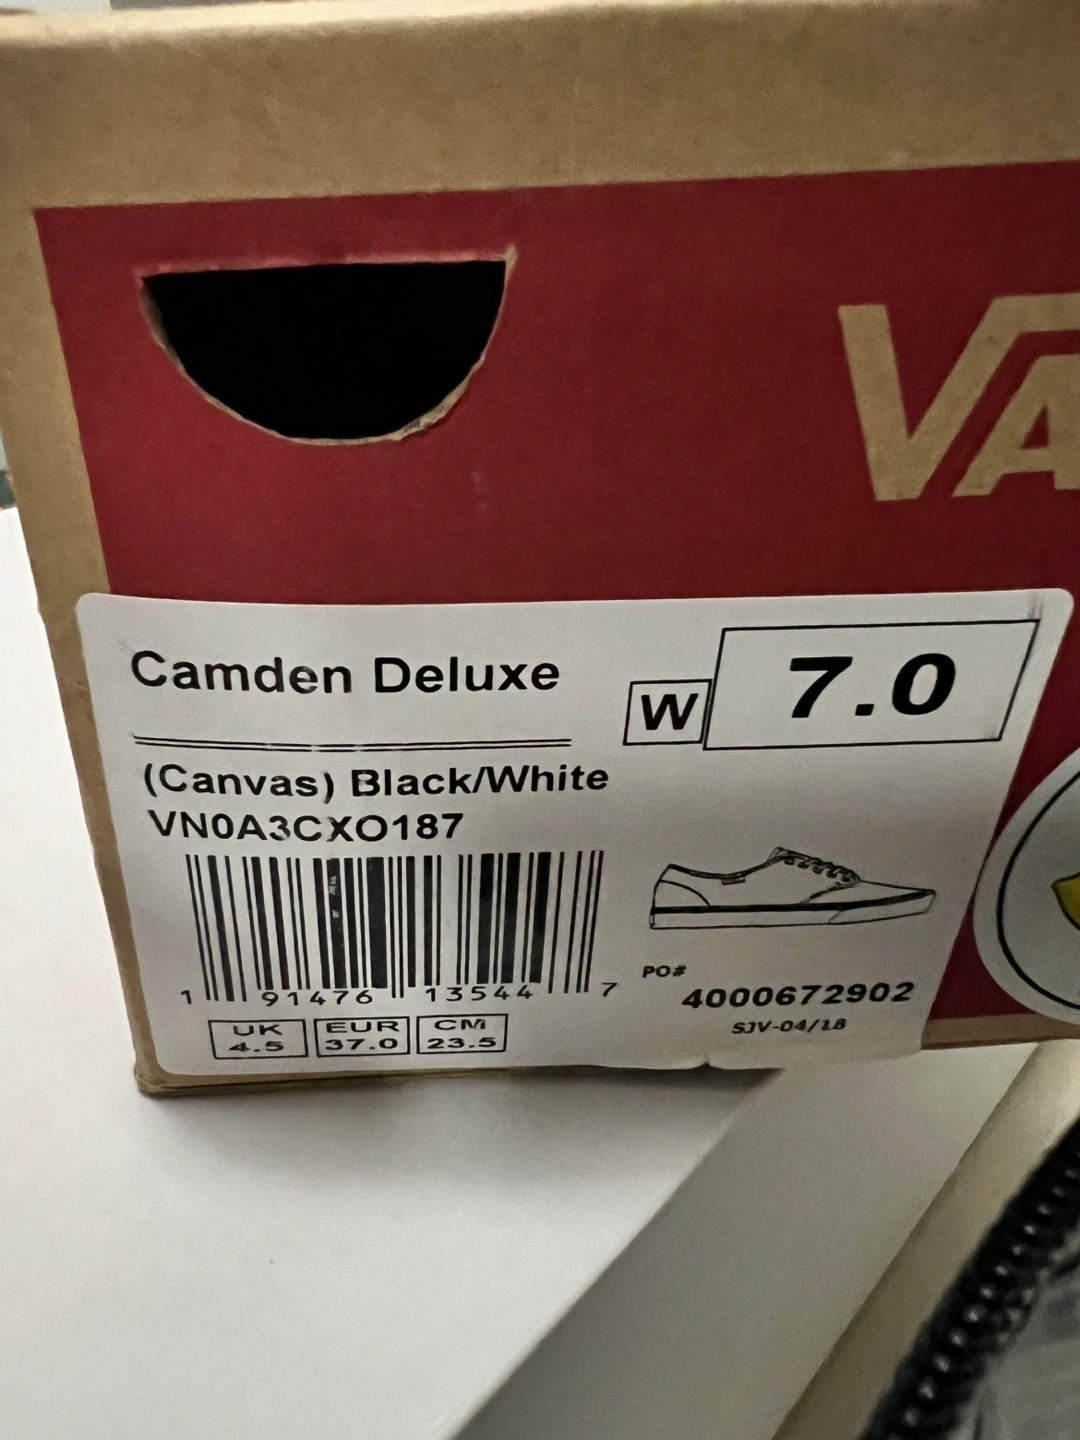 VA
Camden Deluxe
W 7.0
(Canvas) Black/White
VN0A3CXO187
1 91476 13544 7
PO#
4000672902
SJV-04/18
UK EUR CM
4.5 37.0 23.5